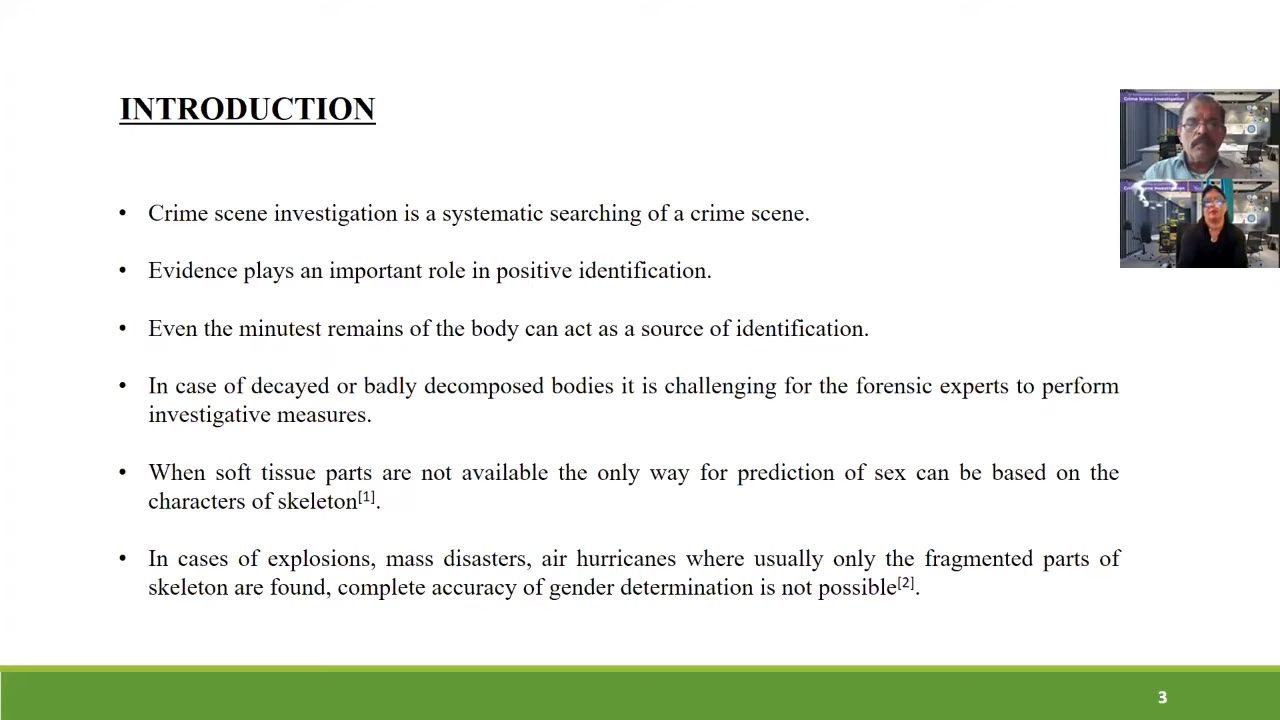 INTRODUCTION
• Crime scene investigation is a systematic searching of a crime scene.
• Evidence plays an important role in positive identification.
• Even the minutest remains of the body can act as a source of identification.
• In case of decayed or badly decomposed bodies it is challenging for the forensic experts to perform
investigative measures.
• When soft tissue parts are not available the only way for prediction of sex can be based on the
characters of skeleton[1].
• In cases of explosions, mass disasters, air hurricanes where usually only the fragmented parts of
skeleton are found, complete accuracy of gender determination is not possible[2].
Crime Scene Investigation
3